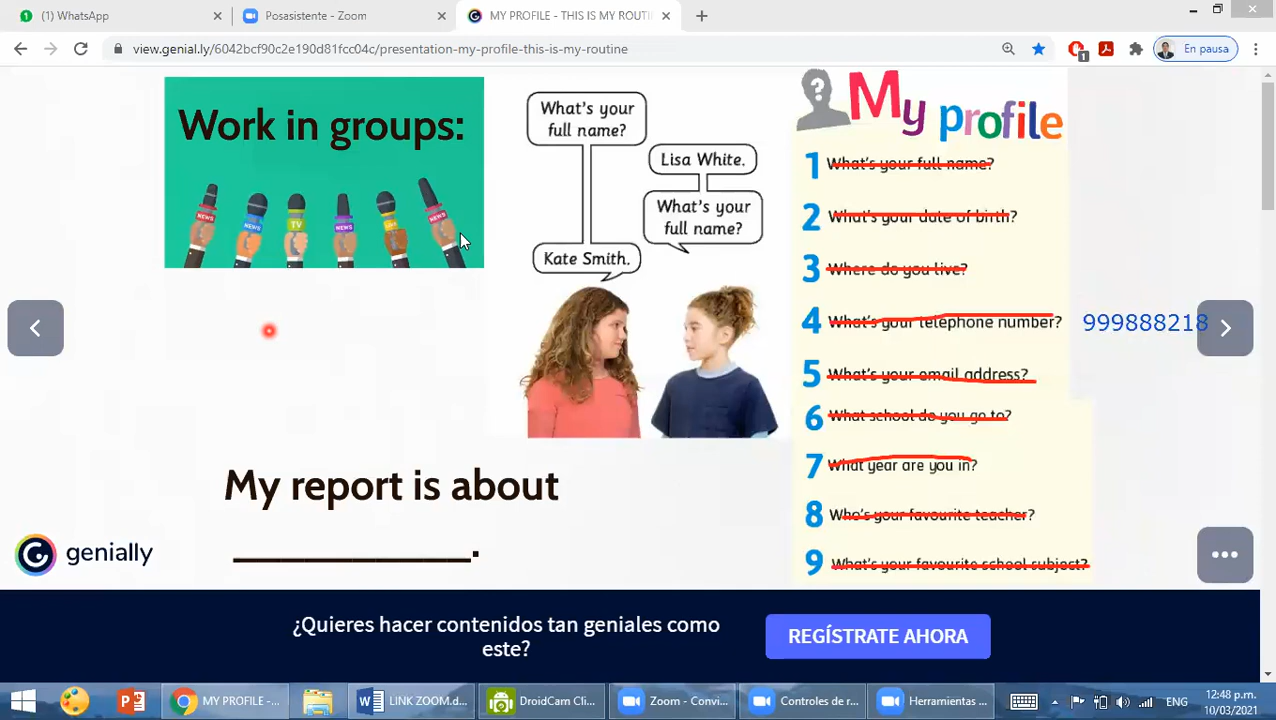 (1) WhatsApp
Posasistente - Zoom
MY PROFILE - THIS IS MY ROUTIN
view.genial.ly/6042bcf90c2e190d81fcc04c/presentation-my-profile-this-is-my-routine
1
En pausa
Work in groups:
NEWS NEWS TV NEWS NEWS
What's your
full name?
Lisa White.
What's your
full name?
Kate Smith.
? My profile
1 What's your full name?
2 What's your date of birth?
3 Where do you live?
4 What's your telephone number? 999888218
5 What's your email address?
6 What school do you go to?
7 What year are you in?
8 Who's your favourite teacher?
9 What's your favourite school subject?
My report is about
____________.
genially
¿Quieres hacer contenidos tan geniales como
este?
REGÍSTRATE AHORA
MY PROFILE -...
LINK ZOOM.d...
DroidCam Cli...
Zoom - Convi...
Controles de r...
Herramientas ...
ENG
12:48 p.m.
10/03/2021